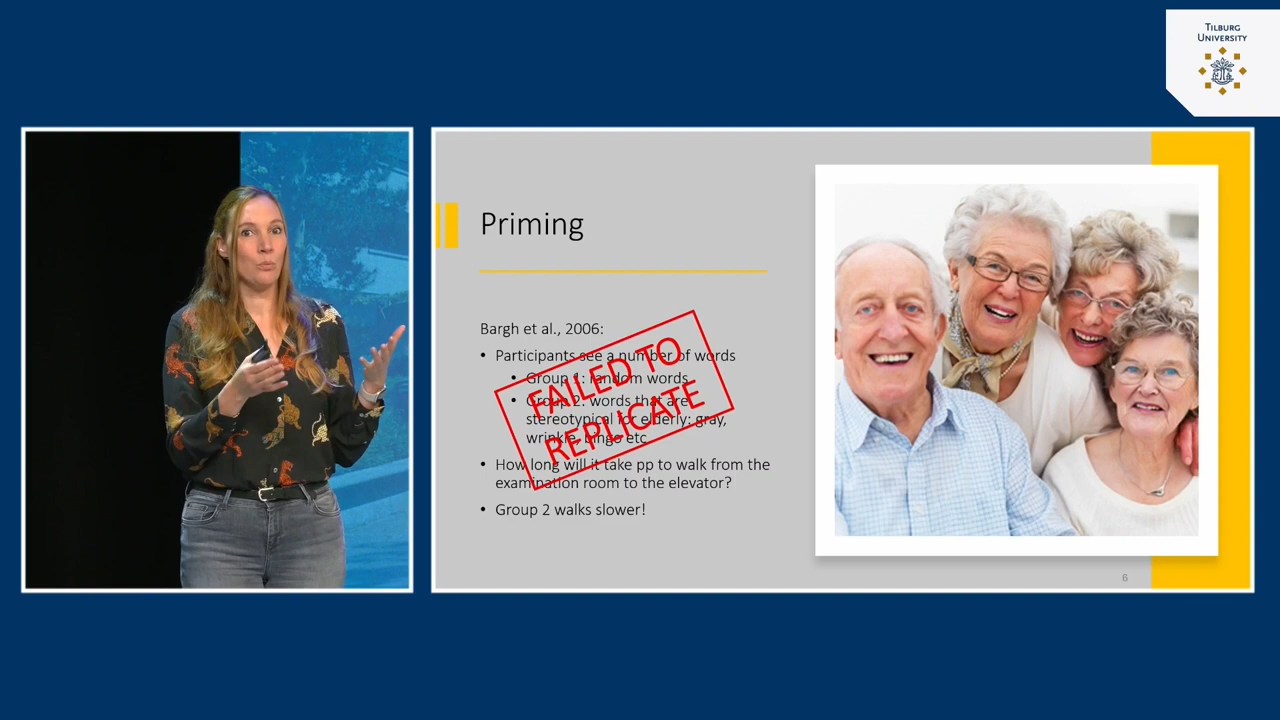 TILBURG
UNIVERSITY
Priming
Bargh et al., 2006:
• Participants see a number of words
• Group 1: random words
• Group 2: words that are
stereotypical for elderly: gray,
wrinkle, bingo etc
• How long will it take pp to walk from the
examination room to the elevator?
• Group 2 walks slower!
FAILED TO
REPLICATE
6